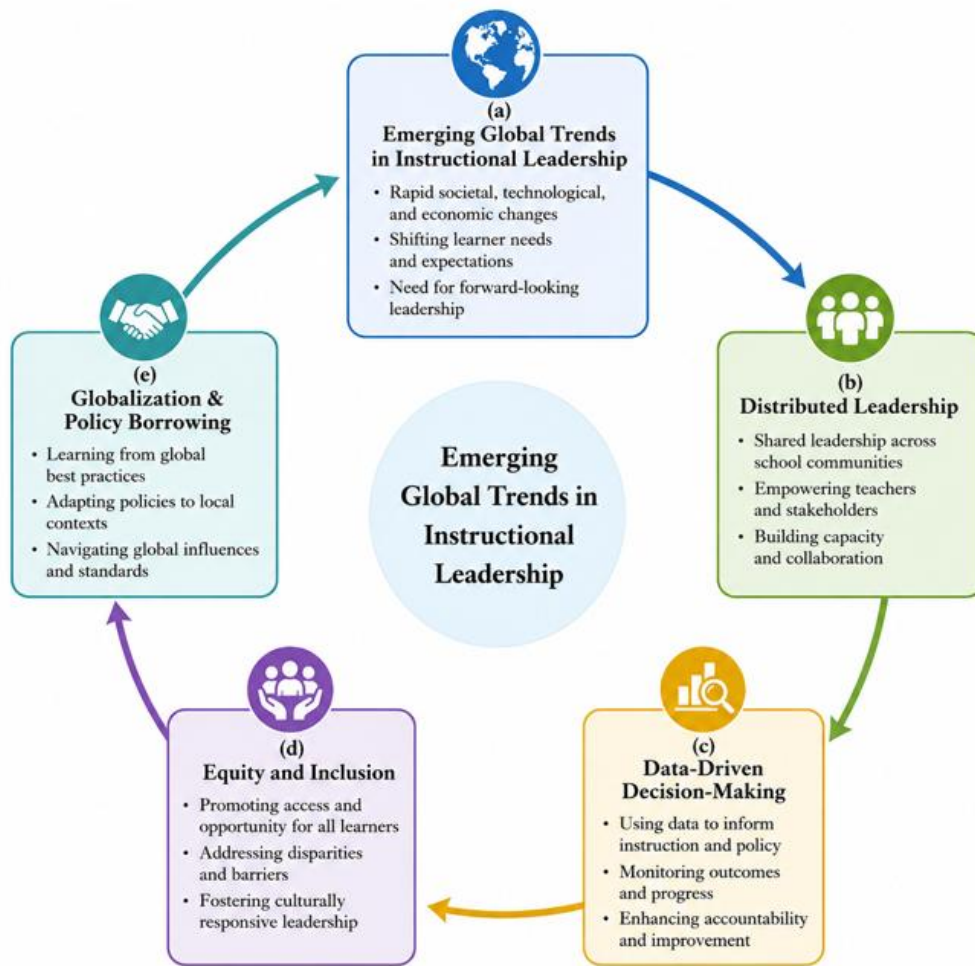 (a)
Emerging Global Trends
in Instructional Leadership
• Rapid societal, technological,
and economic changes
• Shifting learner needs
and expectations
• Need for forward-looking
leadership
(b)
Distributed Leadership
• Shared leadership across
school communities
• Empowering teachers
and stakeholders
• Building capacity
and collaboration
(c)
Data-Driven
Decision-Making
• Using data to inform
instruction and policy
• Monitoring outcomes
and progress
• Enhancing accountability
and improvement
(d)
Equity and Inclusion
• Promoting access and
opportunity for all learners
• Addressing disparities
and barriers
• Fostering culturally
responsive leadership
(e)
Globalization &
Policy Borrowing
• Learning from global
best practices
• Adapting policies to local
contexts
• Navigating global influences
and standards
Emerging
Global Trends in
Instructional
Leadership